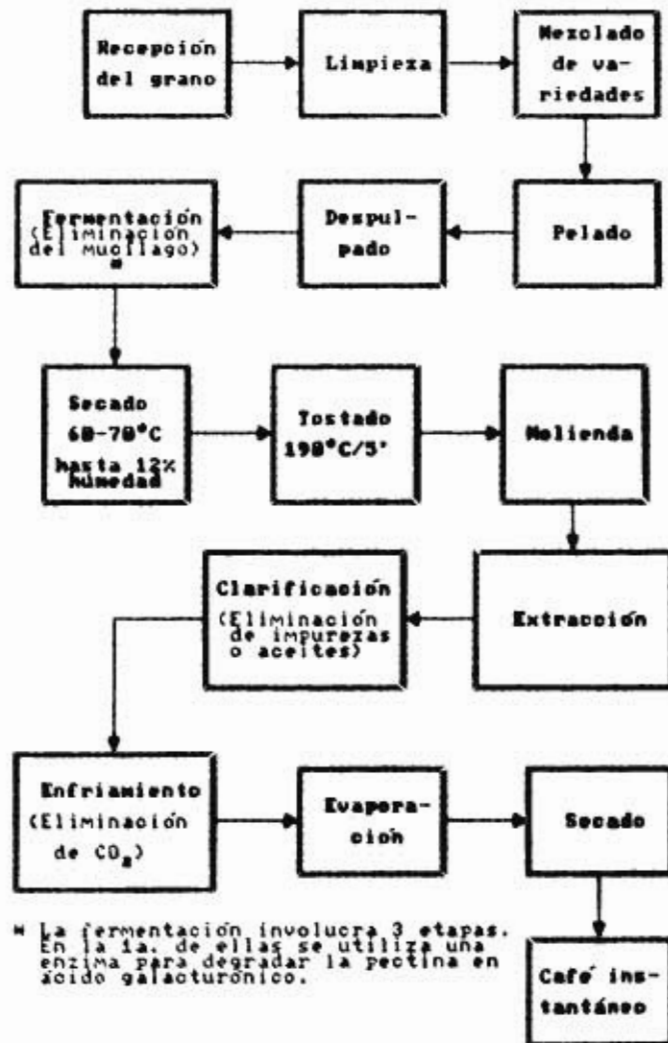 Recepción
del grano
Limpieza
Mezclado
de va-
riedades
Pelado
Despul-
pado
Fermentación
(Eliminación
del Mucílago)
*
Secado
60-70°C
hasta 12%
húmedad
Tostado
190°C/5'
Molienda
Extracción
Clarificación
(Eliminación
de impurezas
o aceites)
Enfriamiento
(Eliminación
de CO₂)
Evapora-
ción
Secado
Café ins-
tantáneo
* La fermentación involucra 3 etapas.
En la 1a. de ellas se utiliza una
enzima para degradar la pectina en
ácido galacturónico.